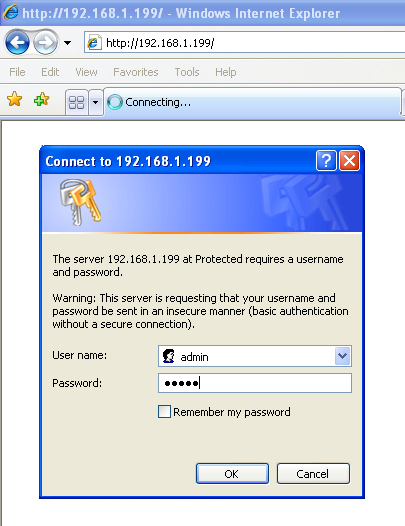 http://192.168.1.199/ - Windows Internet Explorer
http://192.168.1.199/
File Edit View Favorites Tools Help
Connecting...
Connect to 192.168.1.199
The server 192.168.1.199 at Protected requires a username
and password.
Warning: This server is requesting that your username and
password be sent in an insecure manner (basic authentication
without a secure connection).
User name: admin
Password: •••••
Remember my password
OK Cancel